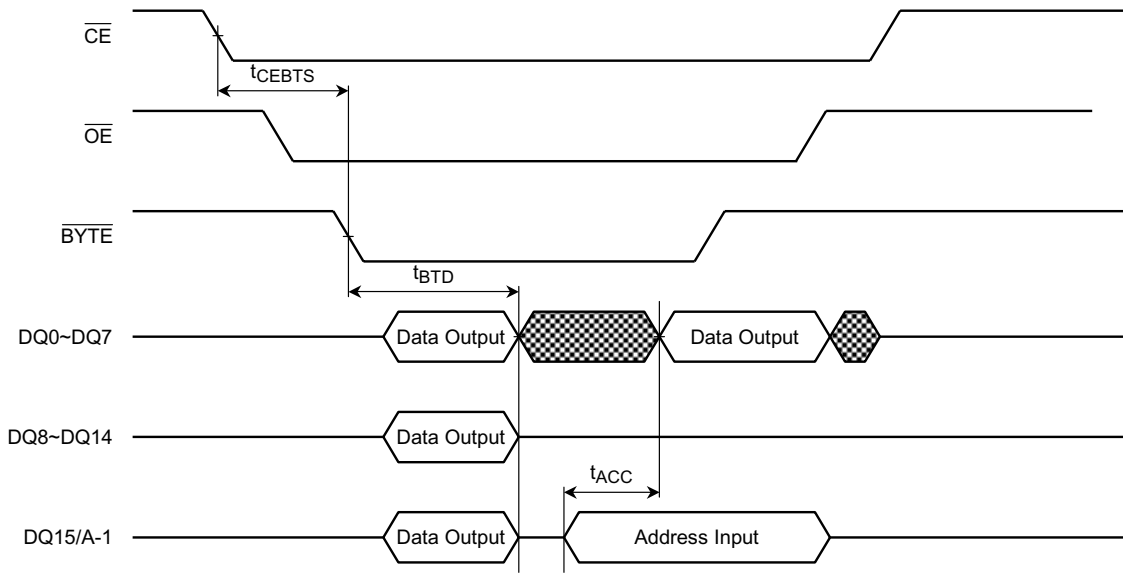 CE
tCEBTS
OE
BYTE
tBTD
DQ0~DQ7 Data Output Data Output
DQ8~DQ14 Data Output
tACC
DQ15/A-1 Data Output Address Input